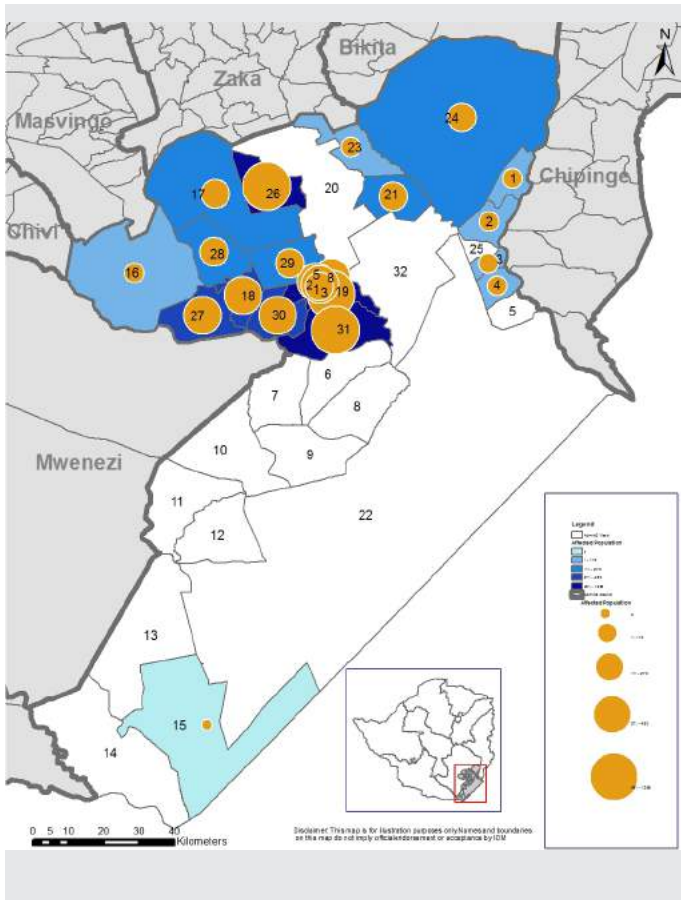 Bikita
N
Zaka
Masvingo
24
23
Chipinge
1
17
26
20
21
2
Chivi
25
28
3
29
32
16
5
8
4
2
1
3
19
18
5
27
30
31
6
7
8
9
Mwenezi
10
11
22
12
Legend
Affected Population
Affected Population
13
15
14
0 5 10 20 30 40
Kilometers
Disclaimer: This map is for illustration purposes only. Names and boundaries
on this map do not imply official endorsement or acceptance by IOM